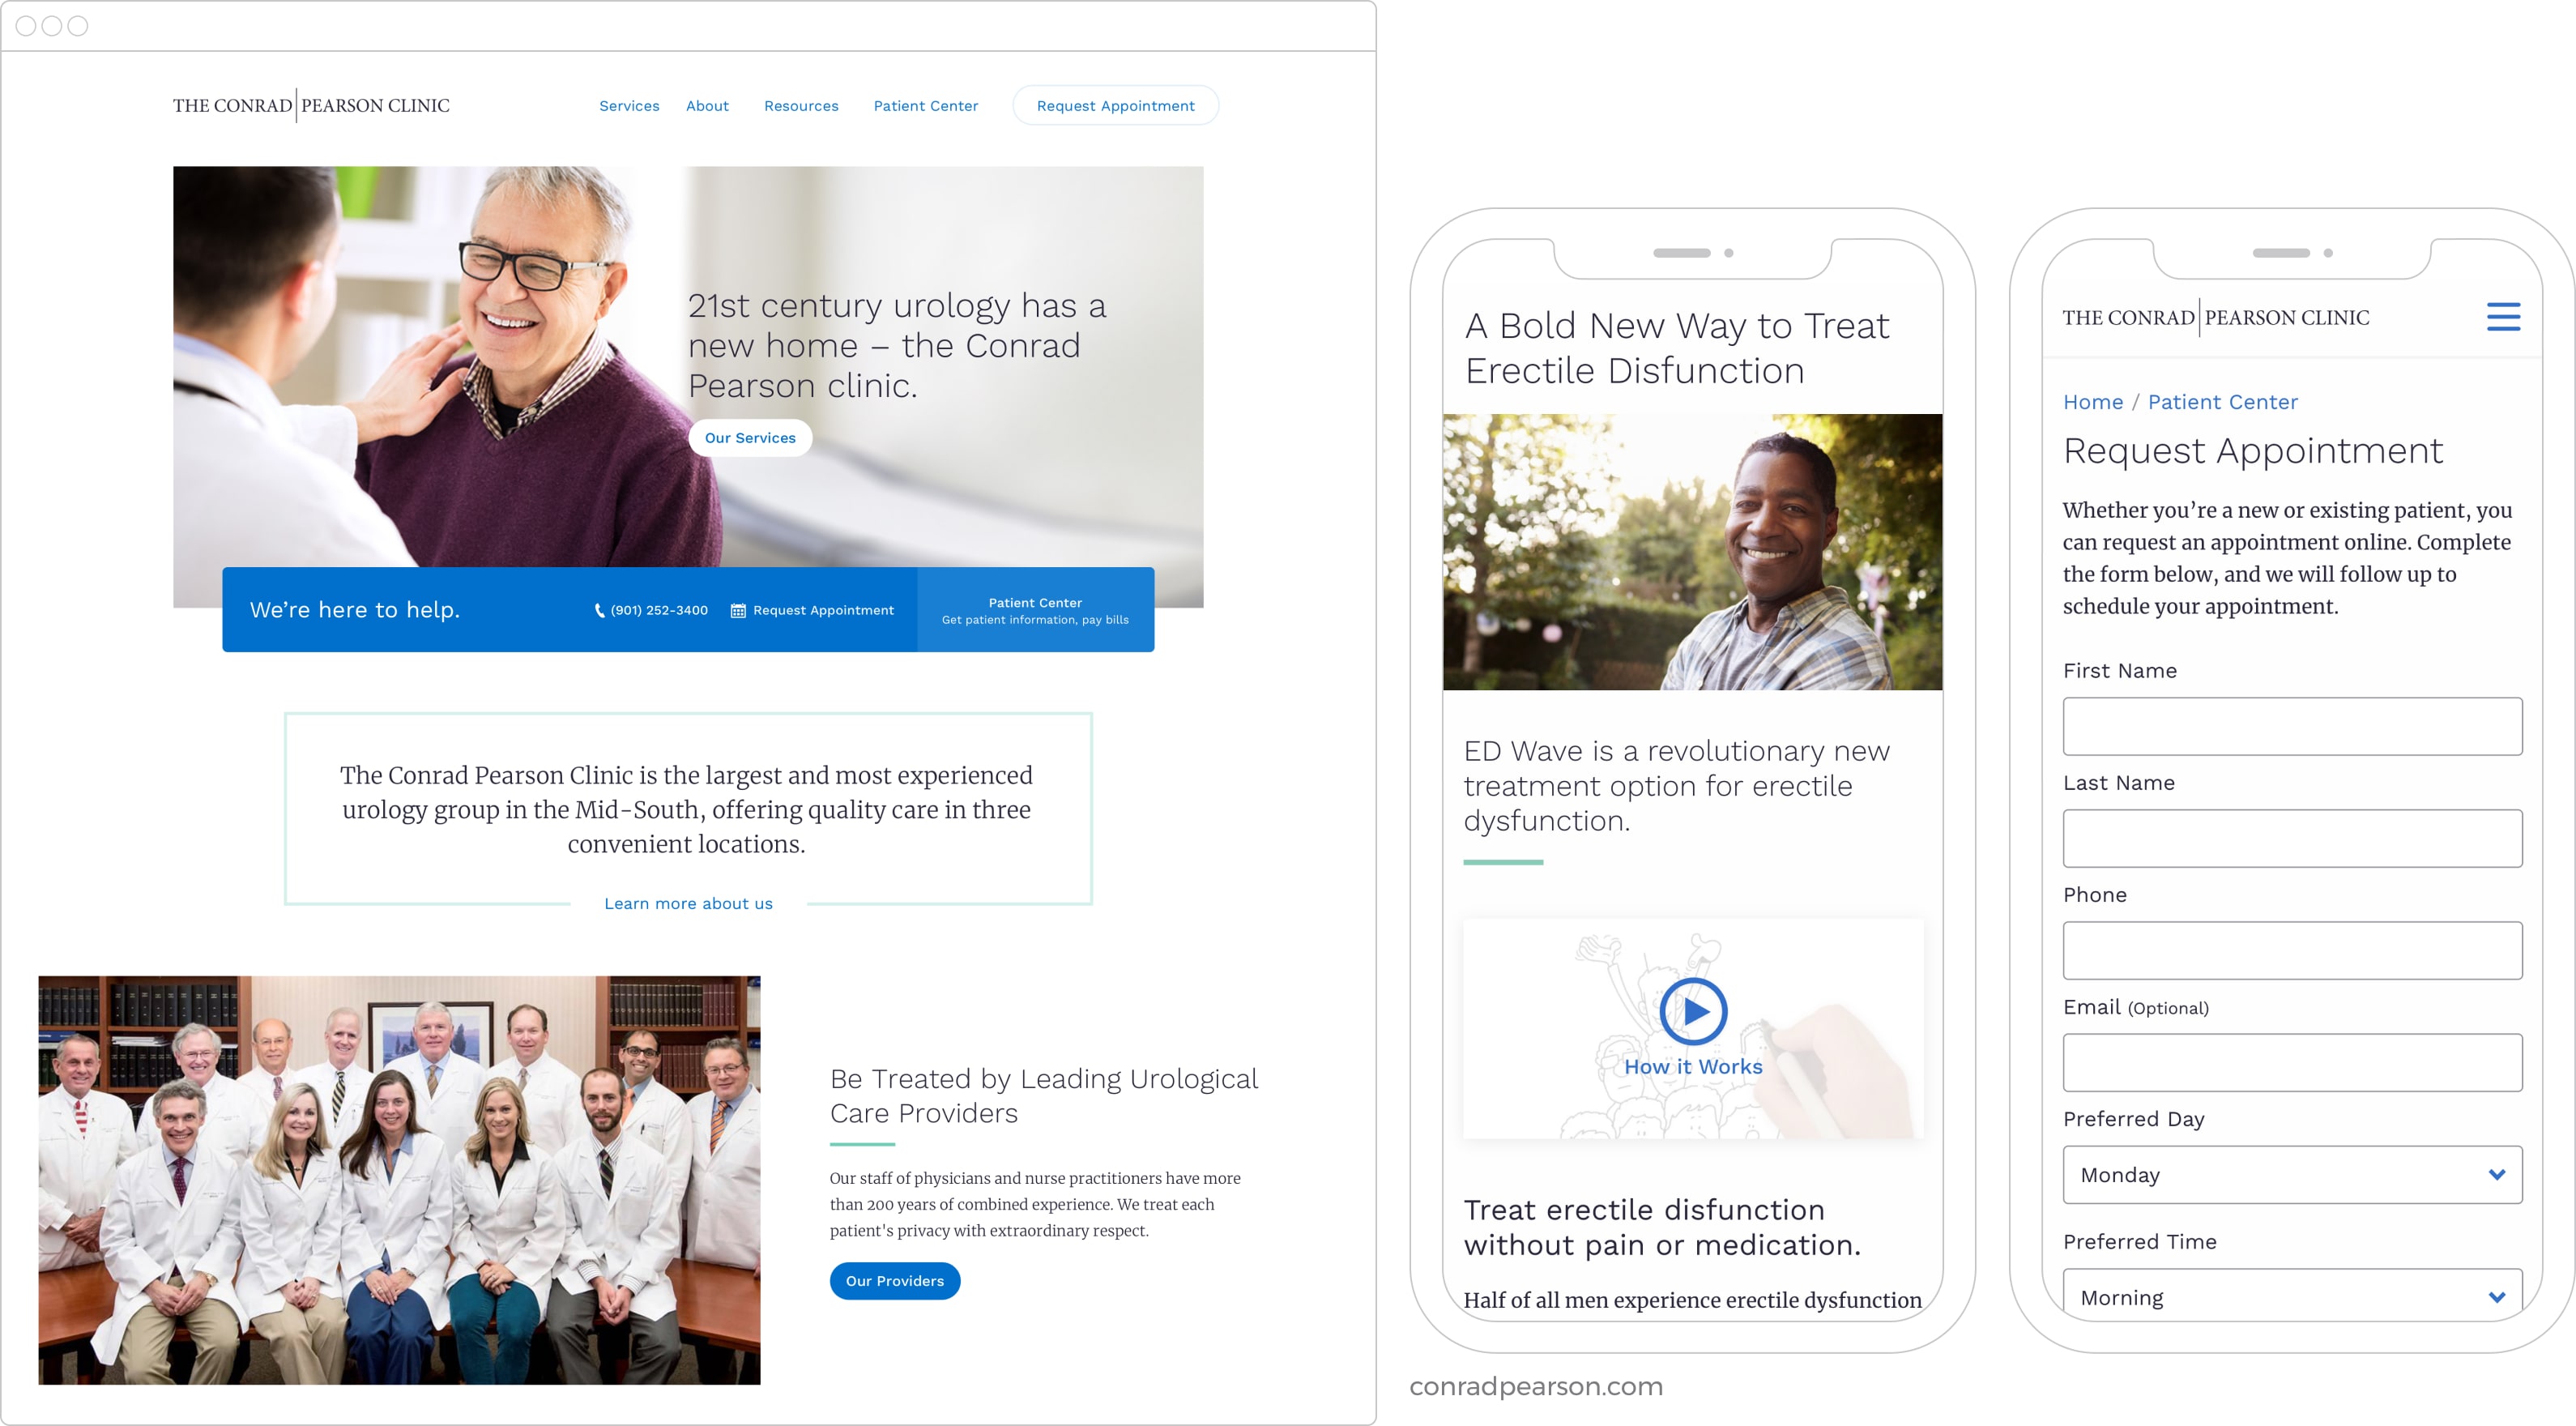 THE CONRAD PEARSON CLINIC
Services About Resources Patient Center Request Appointment
21st century urology has a
new home – the Conrad
Pearson clinic.
Our Services
We're here to help.
(901) 252-3400 Request Appointment
Patient Center
Get patient information, pay bills
The Conrad Pearson Clinic is the largest and most experienced
urology group in the Mid-South, offering quality care in three
convenient locations.
Learn more about us
Be Treated by Leading Urological
Care Providers
Our staff of physicians and nurse practitioners have more
than 200 years of combined experience. We treat each
patient's privacy with extraordinary respect.
Our Providers
A Bold New Way to Treat
Erectile Disfunction
ED Wave is a revolutionary new
treatment option for erectile
dysfunction.
How it Works
Treat erectile disfunction
without pain or medication.
Half of all men experience erectile dysfunction
THE CONRAD PEARSON CLINIC
Home / Patient Center
Request Appointment
Whether you're a new or existing patient, you
can request an appointment online. Complete
the form below, and we will follow up to
schedule your appointment.
First Name
Last Name
Phone
Email (Optional)
Preferred Day
Monday
Preferred Time
Morning
conradpearson.com